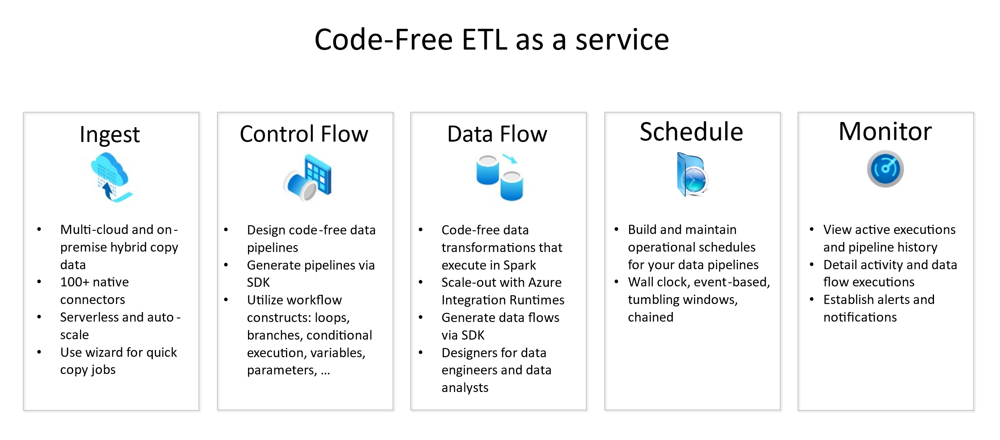 Code-Free ETL as a service
Ingest
• Multi-cloud and on-
premise hybrid copy
data
• 100+ native
connectors
• Serverless and auto-
scale
• Use wizard for quick
copy jobs
Control Flow
• Design code-free data
pipelines
• Generate pipelines via
SDK
• Utilize workflow
constructs: loops,
branches, conditional
execution, variables,
parameters, …
Data Flow
• Code-free data
transformations that
execute in Spark
• Scale-out with Azure
Integration Runtimes
• Generate data flows
via SDK
• Designers for data
engineers and data
analysts
Schedule
• Build and maintain
operational schedules
for your data pipelines
• Wall clock, event-based,
tumbling windows,
chained
Monitor
• View active executions
and pipeline history
• Detail activity and data
flow executions
• Establish alerts and
notifications